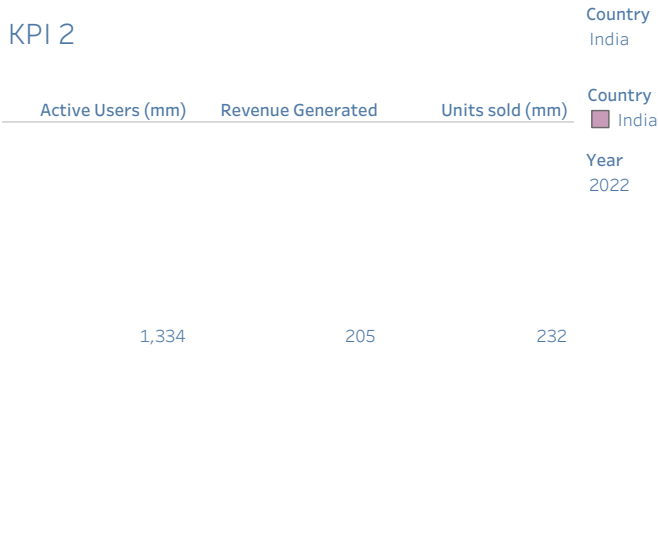 KPI 2
Active Users (mm) Revenue Generated Units sold (mm)
1,334 205 232
Country
India
Country
India
Year
2022